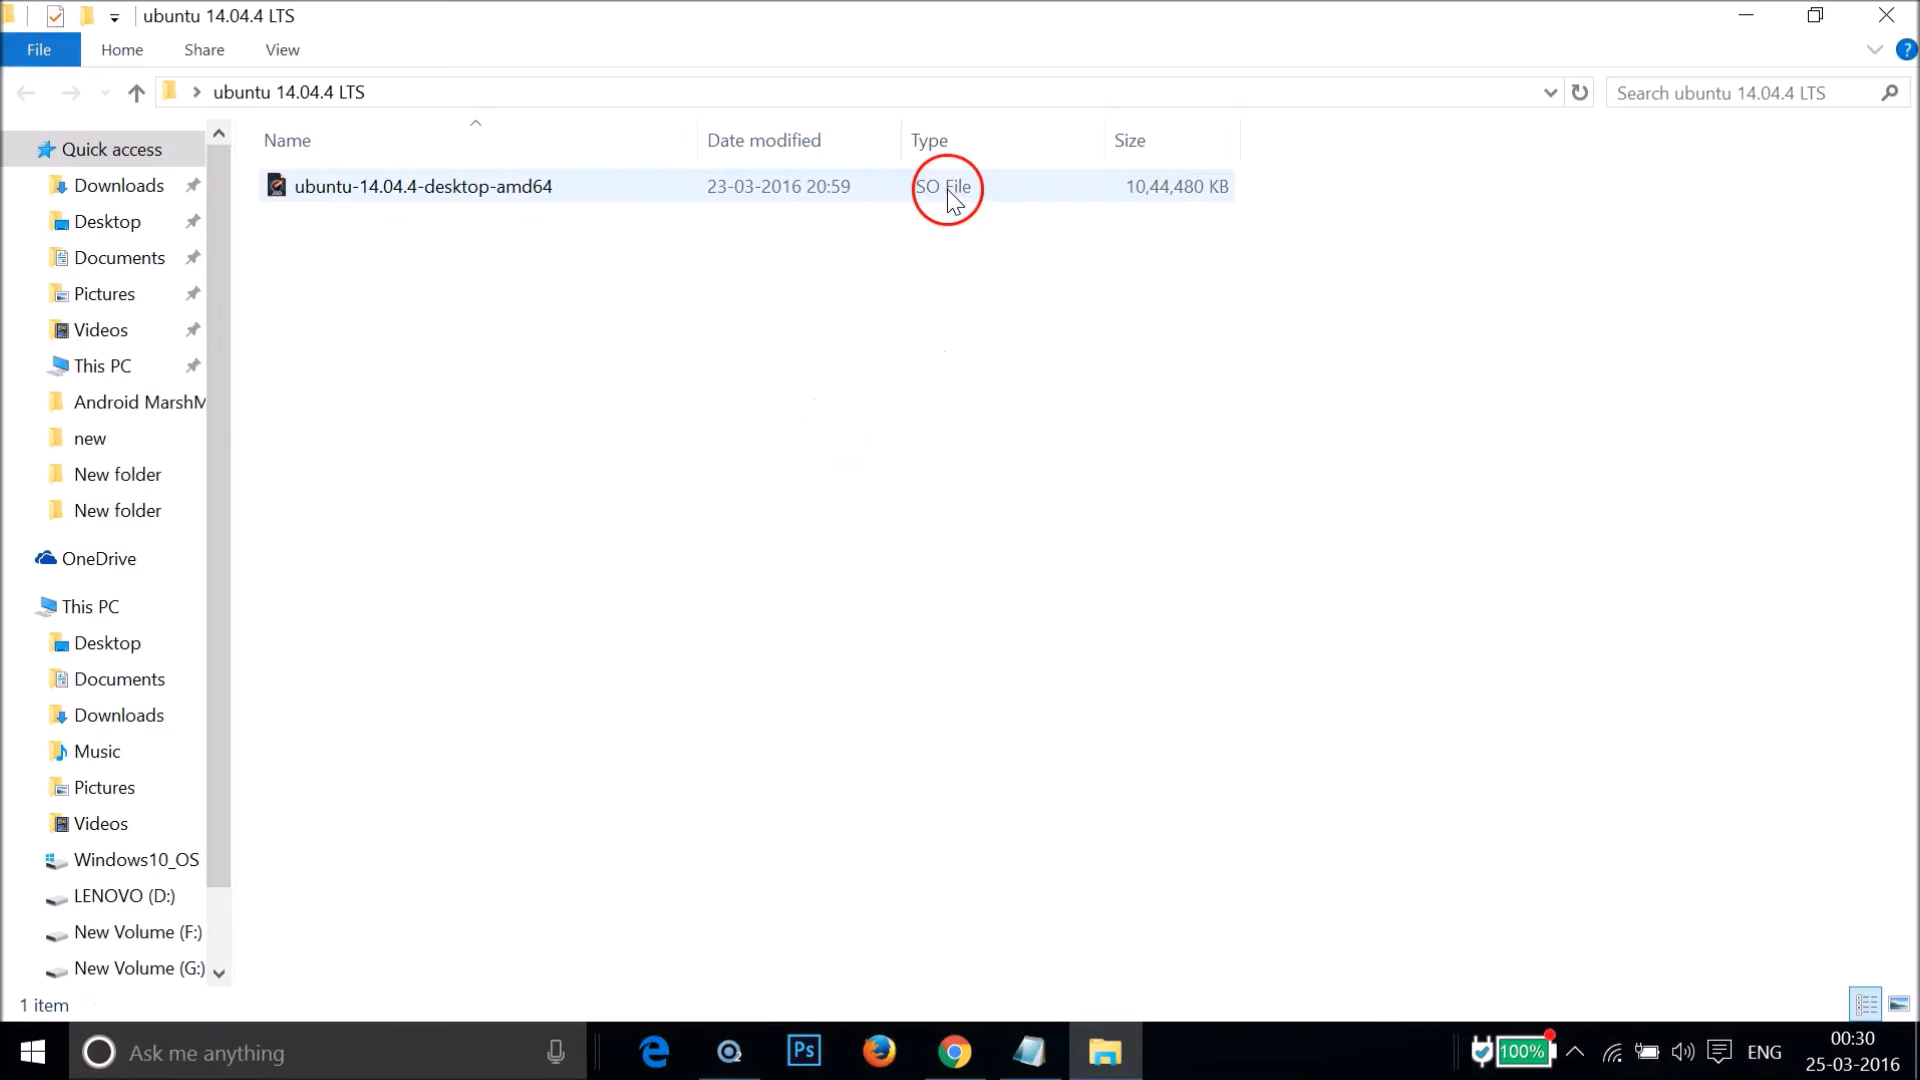 ubuntu 14.04.4 LTS
File
Home
Share
View
?
ubuntu 14.04.4 LTS
Search ubuntu 14.04.4 LTS
Name
Date modified
Type
Size
ubuntu-14.04.4-desktop-amd64
23-03-2016 20:59
SO File
10,44,480 KB
Quick access
Downloads
Desktop
Documents
Pictures
Videos
This PC
Android MarshM
new
New folder
New folder
OneDrive
This PC
Desktop
Documents
Downloads
Music
Pictures
Videos
Windows10_OS
LENOVO (D:)
New Volume (F:)
New Volume (G:)
1 item
Ask me anything
Ps
100%
ENG
00:30
25-03-2016